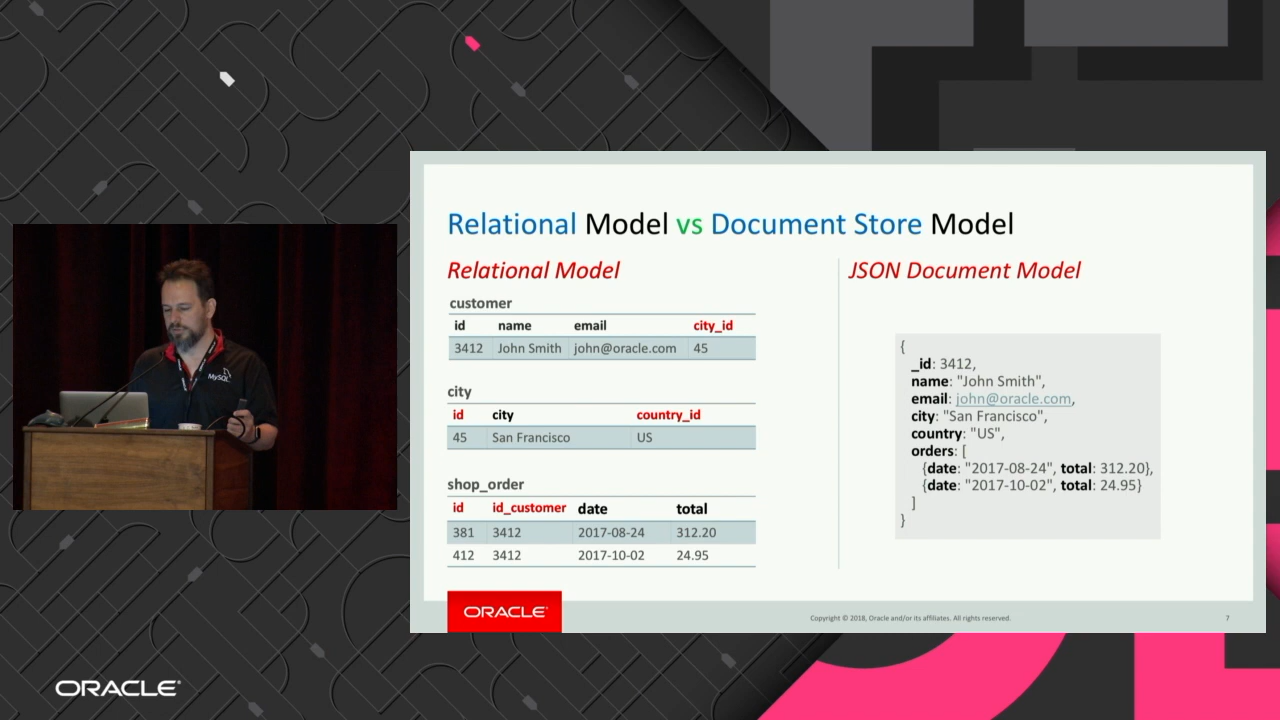 Relational Model vs Document Store Model
Relational Model
customer
id name email city_id
3412 John Smith john@oracle.com 45
city
id city country_id
45 San Francisco US
shop_order
id id_customer date total
381 3412 2017-08-24 312.20
412 3412 2017-10-02 24.95
JSON Document Model
{
_id: 3412,
name: "John Smith",
email: john@oracle.com,
city: "San Francisco",
country: "US",
orders: [
{date: "2017-08-24", total: 312.20},
{date: "2017-10-02", total: 24.95}
]
}
ORACLE®
Copyright © 2018, Oracle and/or its affiliates. All rights reserved.
7
MySQL
ORACLE®